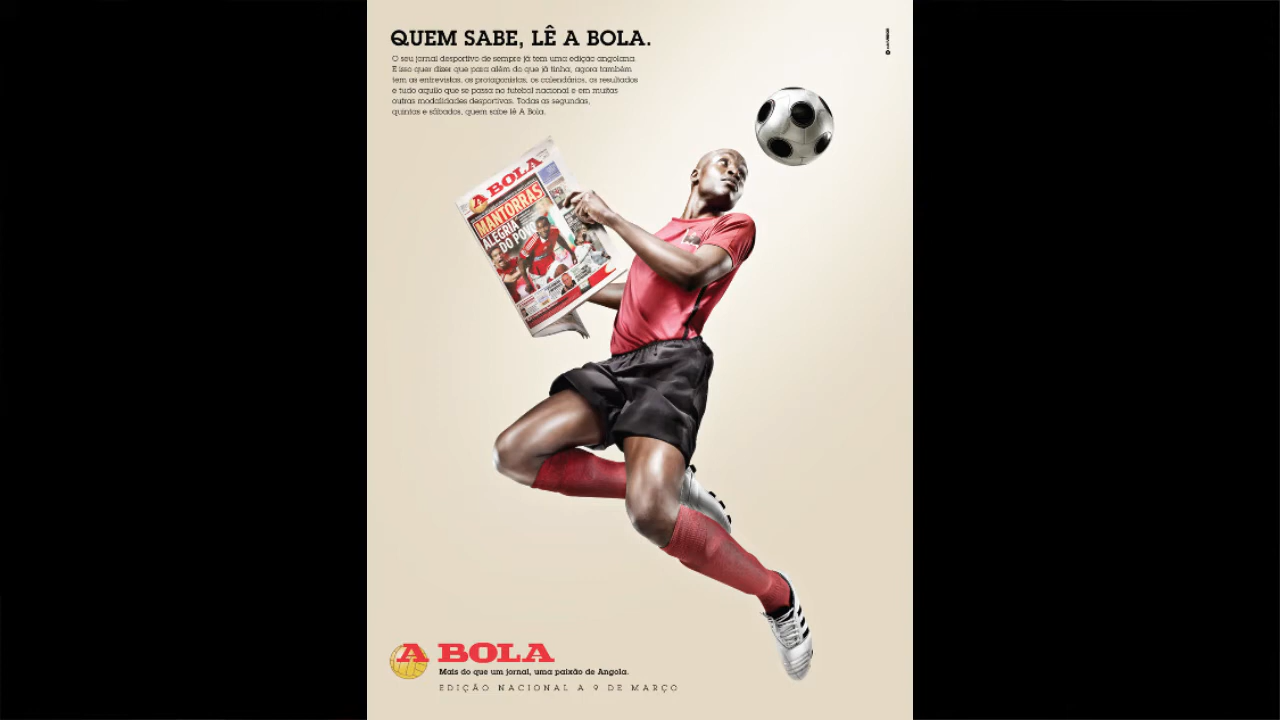 QUEM SABE, LÊ A BOLA.
O seu jornal desportivo de sempre já tem uma edição angolana.
E isso quer dizer que para além do que já tinha, agora também
tem as entrevistas, os protagonistas, os calendários, os resultados
e tudo aquilo que se passa no futebol nacional e em muitas
outras modalidades desportivas. Todas as segundas,
quintas e sábados, quem sabe lê A Bola.
A BOLA
MANTORRAS
ALEGRIA
DO POVO
A BOLA
Mais do que um jornal, uma paixão de Angola.
EDIÇÃO NACIONAL A 9 DE MARÇO